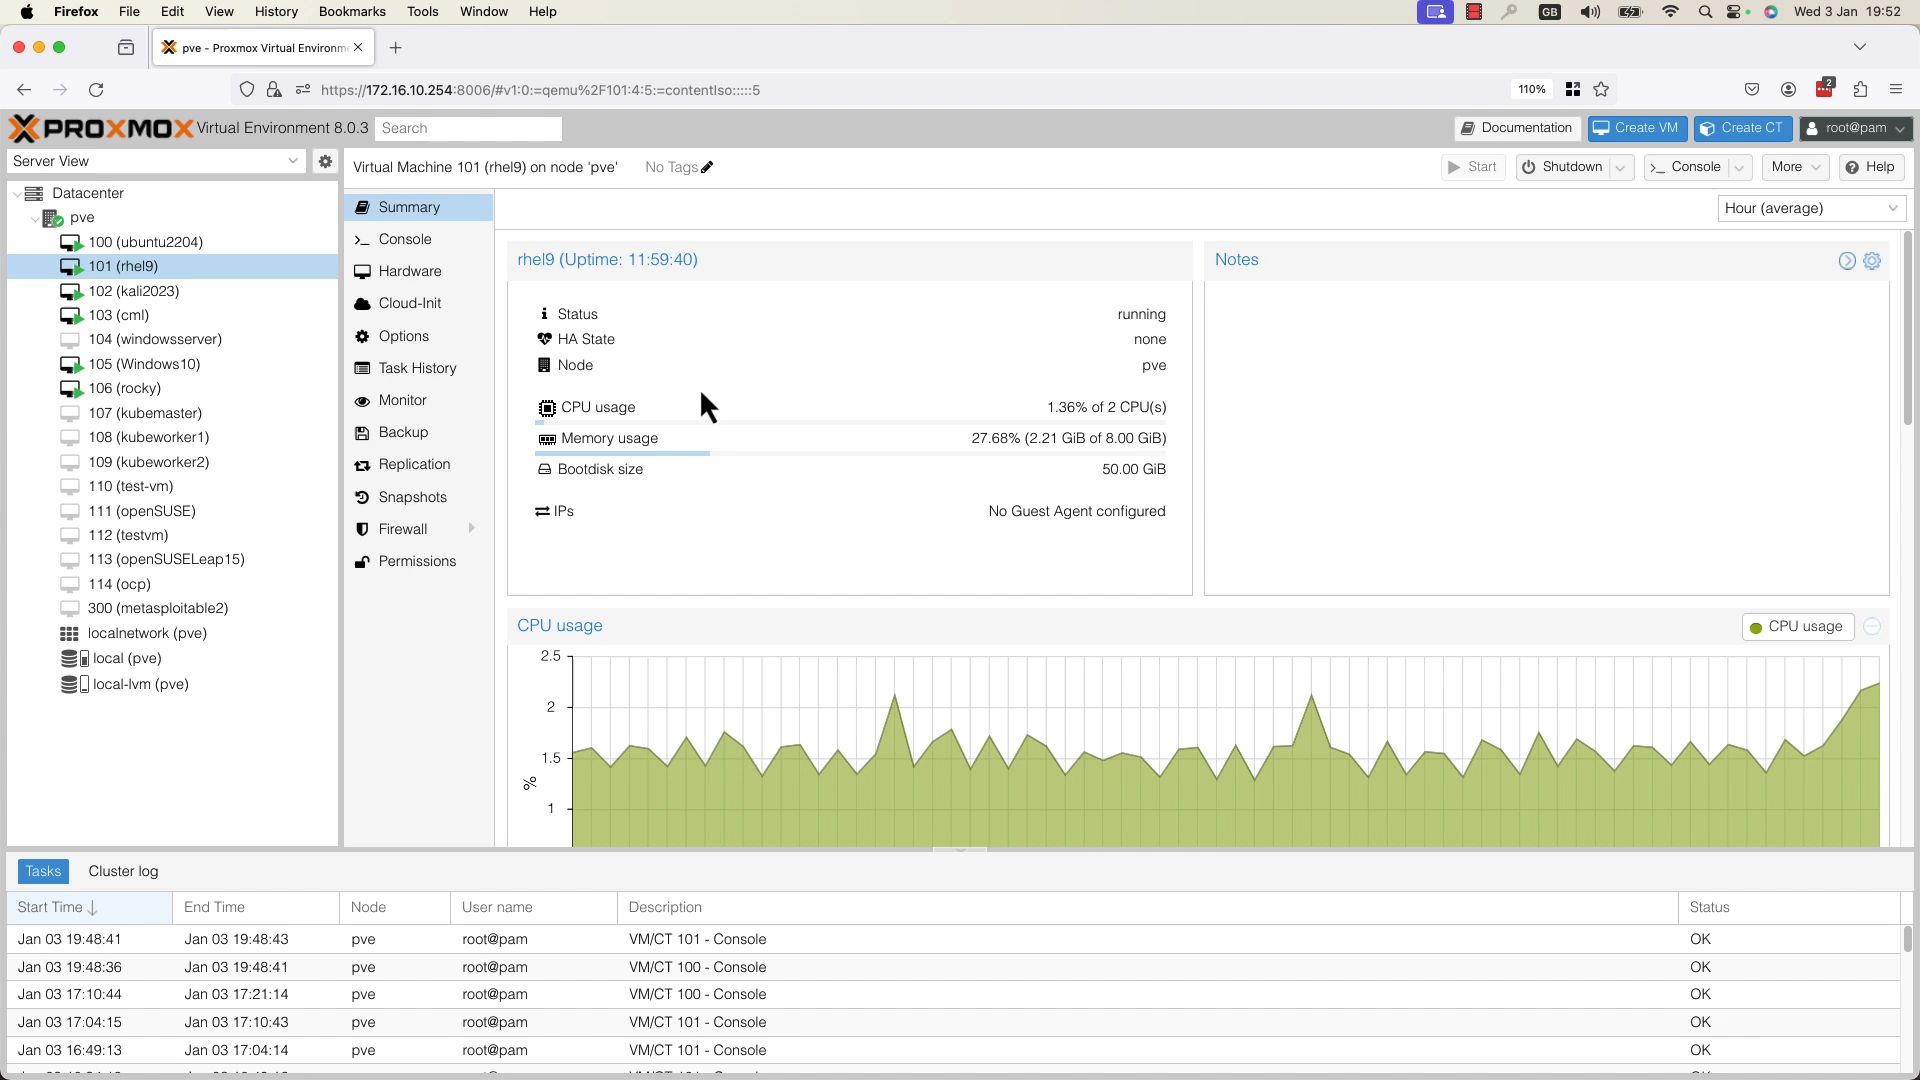 Firefox File Edit View History Bookmarks Tools Window Help GB Wed 3 Jan 19:52
pve - Proxmox Virtual Environm
https://172.16.10.254:8006/#v1:0:=qemu%2F101:4:5:=contentIso:::::5 110% 2
PROXMOX Virtual Environment 8.0.3 Search Documentation Create VM Create CT root@pam
Server View
Virtual Machine 101 (rhel9) on node 'pve' No Tags Start Shutdown Console More Help
Datacenter
pve
100 (ubuntu2204)
101 (rhel9)
102 (kali2023)
103 (cml)
104 (windowsserver)
105 (Windows10)
106 (rocky)
107 (kubemaster)
108 (kubeworker1)
109 (kubeworker2)
110 (test-vm)
111 (openSUSE)
112 (testvm)
113 (openSUSELeap15)
114 (ocp)
300 (metasploitable2)
localnetwork (pve)
local (pve)
local-lvm (pve)
Summary
Console
Hardware
Cloud-Init
Options
Task History
Monitor
Backup
Replication
Snapshots
Firewall
Permissions
Hour (average)
rhel9 (Uptime: 11:59:40)
Status running
HA State none
Node pve
CPU usage 1.36% of 2 CPU(s)
Memory usage 27.68% (2.21 GiB of 8.00 GiB)
Bootdisk size 50.00 GiB
IPs No Guest Agent configured
Notes
CPU usage CPU usage
2.5
2
1.5
%
1
Tasks Cluster log
Start Time End Time Node User name Description Status
Jan 03 19:48:41 Jan 03 19:48:43 pve root@pam VM/CT 101 - Console OK
Jan 03 19:48:36 Jan 03 19:48:41 pve root@pam VM/CT 100 - Console OK
Jan 03 17:10:44 Jan 03 17:21:14 pve root@pam VM/CT 100 - Console OK
Jan 03 17:04:15 Jan 03 17:10:43 pve root@pam VM/CT 101 - Console OK
Jan 03 16:49:13 Jan 03 17:04:14 pve root@pam VM/CT 101 - Console OK